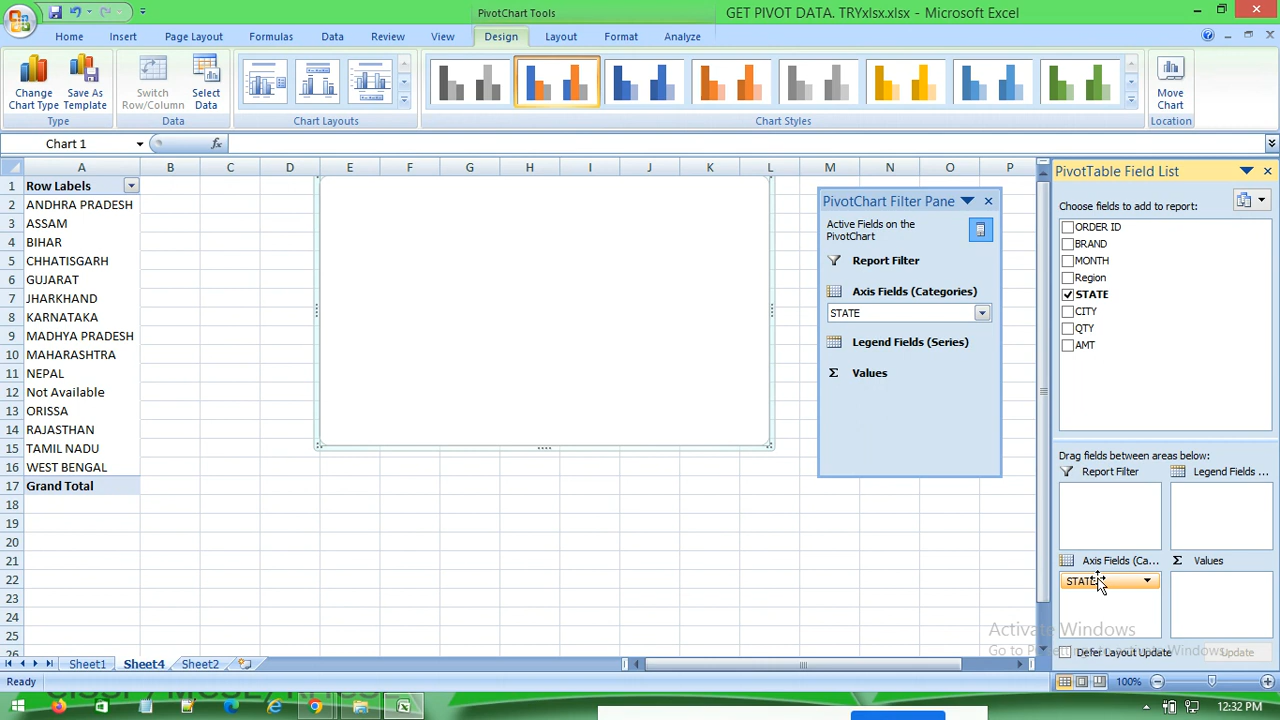 PivotChart Tools
GET PIVOT DATA. TRYxlsx.xlsx - Microsoft Excel
Home Insert Page Layout Formulas Data Review View Design Layout Format Analyze
Change Chart Type
Save As Template
Switch Row/Column
Select Data
Move Chart
Type Data Chart Layouts Chart Styles Location
Chart 1 fx
A B C D E F G H I J K L M N O P
1 Row Labels
2 ANDHRA PRADESH
3 ASSAM
4 BIHAR
5 CHHATISGARH
6 GUJARAT
7 JHARKHAND
8 KARNATAKA
9 MADHYA PRADESH
10 MAHARASHTRA
11 NEPAL
12 Not Available
13 ORISSA
14 RAJASTHAN
15 TAMIL NADU
16 WEST BENGAL
17 Grand Total
18
19
20
21
22
23
24
25
PivotChart Filter Pane
Active Fields on the
PivotChart
Report Filter
Axis Fields (Categories)
STATE
Legend Fields (Series)
Σ Values
PivotTable Field List
Choose fields to add to report:
ORDER ID
BRAND
MONTH
Region
STATE
CITY
QTY
AMT
Drag fields between areas below:
Report Filter Legend Fields ...
Axis Fields (Ca... Σ Values
STATE
Activate Windows
Defer Layout Update Update
Sheet1 Sheet4 Sheet2
Ready 100%
12:32 PM